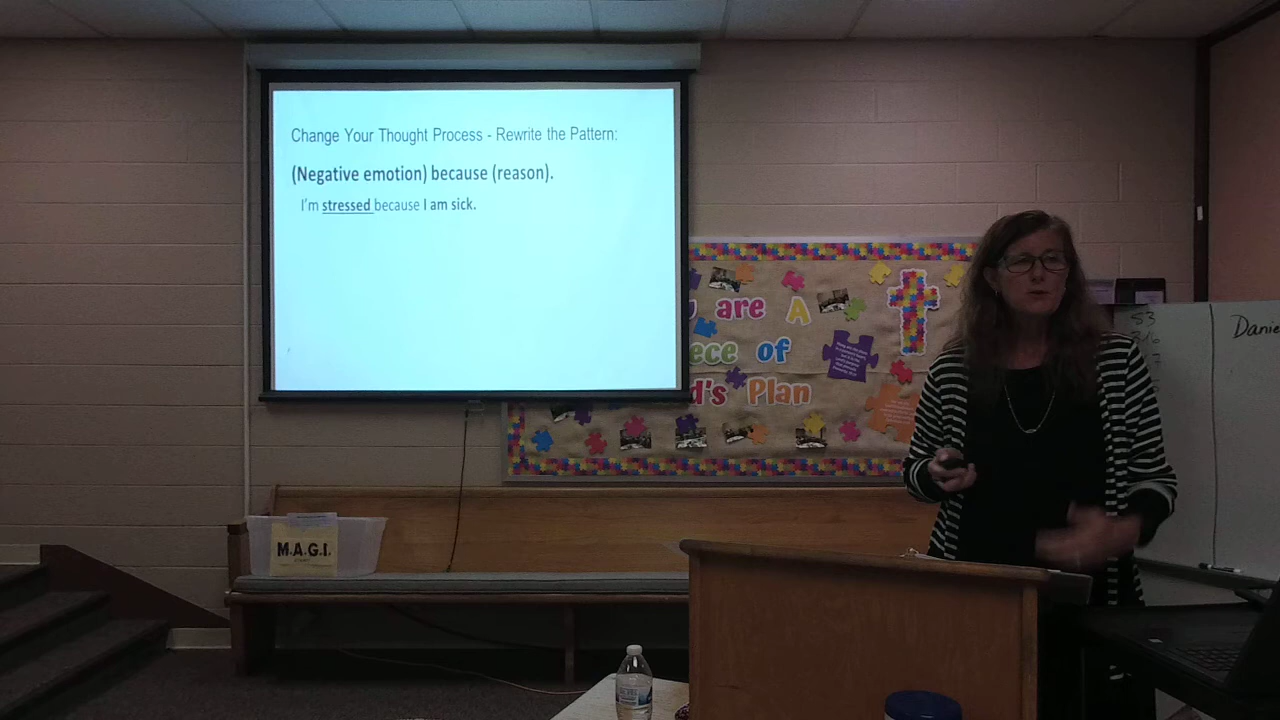 Change Your Thought Process - Rewrite the Pattern:
(Negative emotion) because (reason).
I'm stressed because I am sick.
are A
ece of
d's Plan
53
Danie
M.A.G.I.